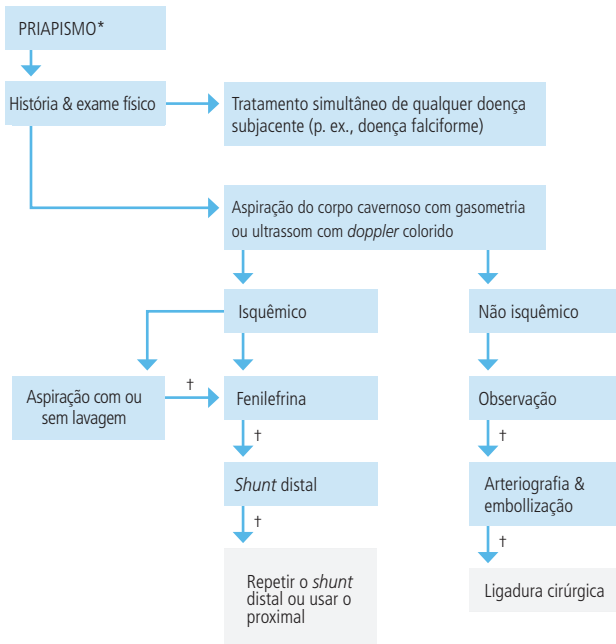 PRIAPISMO*
História & exame físico
Tratamento simultâneo de qualquer doença
subjacente (p. ex., doença falciforme)
Aspiração do corpo cavernoso com gasometria
ou ultrassom com doppler colorido
Isquêmico
Não isquêmico
Aspiração com ou
sem lavagem
†
Fenilefrina
Observação
†
†
Shunt distal
Arteriografia &
embollização
†
†
Repetir o shunt
distal ou usar o
proximal
Ligadura cirúrgica